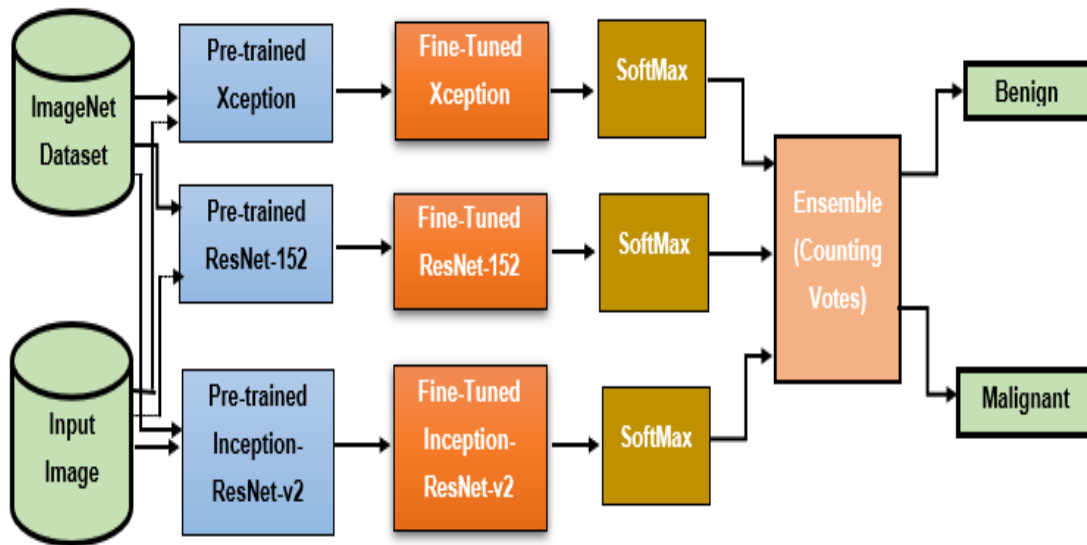 ImageNet
Dataset
Pre-trained
Xception
Fine-Tuned
Xception
SoftMax
Benign
Pre-trained
ResNet-152
Fine-Tuned
ResNet-152
SoftMax
Ensemble
(Counting
Votes)
Input
Image
Pre-trained
Inception-
ResNet-v2
Fine-Tuned
Inception-
ResNet-v2
SoftMax
Malignant